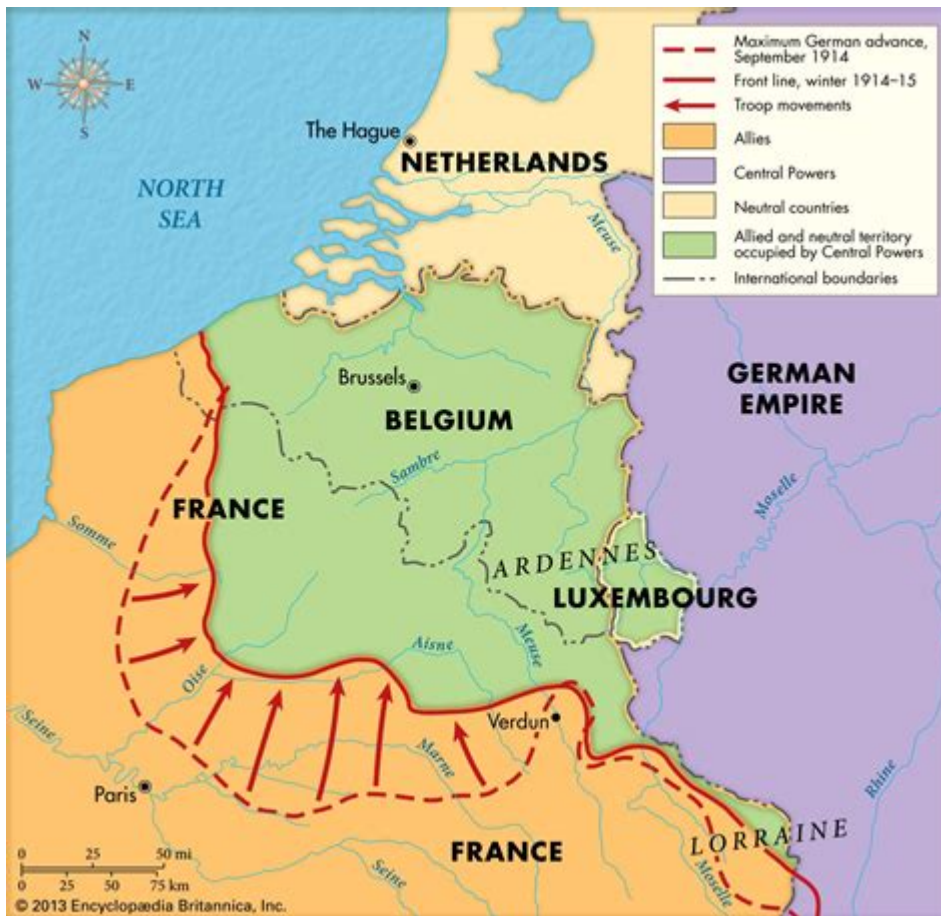 N
W E
S
Maximum German advance,
September 1914
Front line, winter 1914–15
Troop movements
Allies
Central Powers
Neutral countries
Allied and neutral territory
occupied by Central Powers
International boundaries
The Hague
NETHERLANDS
NORTH
SEA
Meuse
Brussels
BELGIUM
GERMAN
EMPIRE
Sambre
Moselle
FRANCE
Somme
ARDENNES
LUXEMBOURG
Meuse
Aisne
Oise
Verdun
Seine
Marne
Paris
Rhine
LORRAINE
FRANCE
Moselle
Seine
0 25 50 mi
0 25 50 75 km
© 2013 Encyclopædia Britannica, Inc.